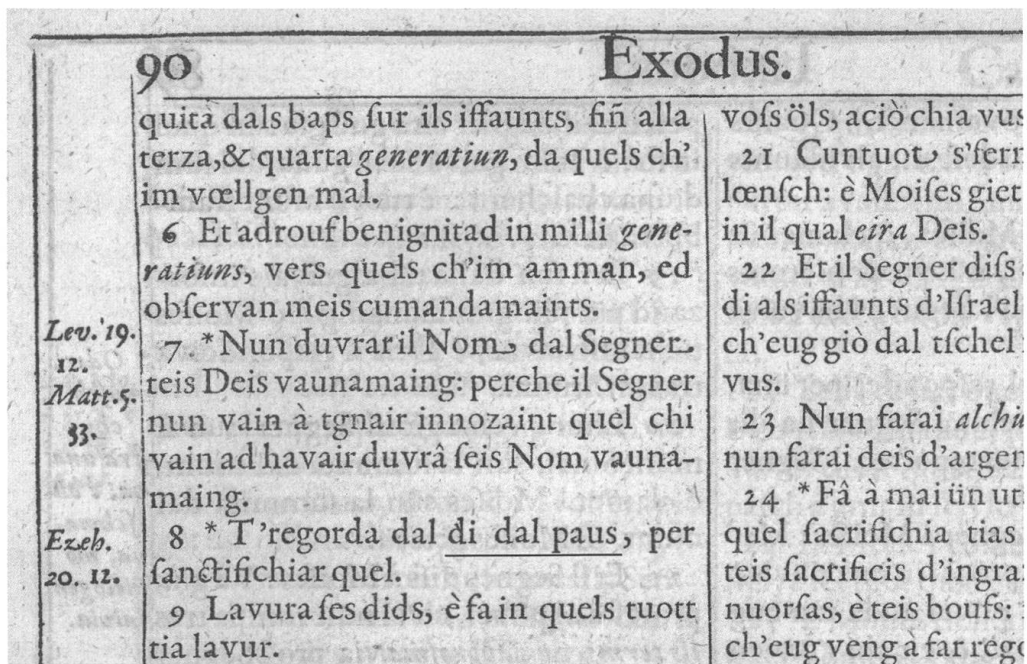 90
Exodus.
quità dals baps ſur ils iſſaunts, fiñ alla
terza,& quarta generatiun, da quels ch'
im vœllgen mal.
6 Et adrouf benignitad in milli gene-
ratiuns, vers quels ch'im amman, ed
obſervan meis cumandamaints.
Lev. 19.
12.
Matt.5.
33.
7 *Nun duvrar il Nom dal Segner
teis Deis vaunamaing: perche il Segner
nun vain à tgnair innozaint quel chi
vain ad havair duvrâ ſeis Nom vauna-
maing.
Ezeh.
20. 12.
8 * T'regorda dal di dal paus, per
ſanctifichiar quel.
9 Lavura ſes dids, è fa in quels tuott
tia lavur.
voſs öls, aciò chia vus
21 Cuntuot s'ferr
lœnſch: è Moiſes giet
in il qual eira Deis.
22 Et il Segner diſs
di als iffaunts d'Iſrael
ch'eug giò dal tſchel
vus.
23 Nun farai alchü
nun farai deis d'argen
24 *Fâ à mai ün ut
quel ſacrifichia tias
teis ſacrificis d'ingra
nuorſas, è teis boufs:
ch'eug veng à far rego